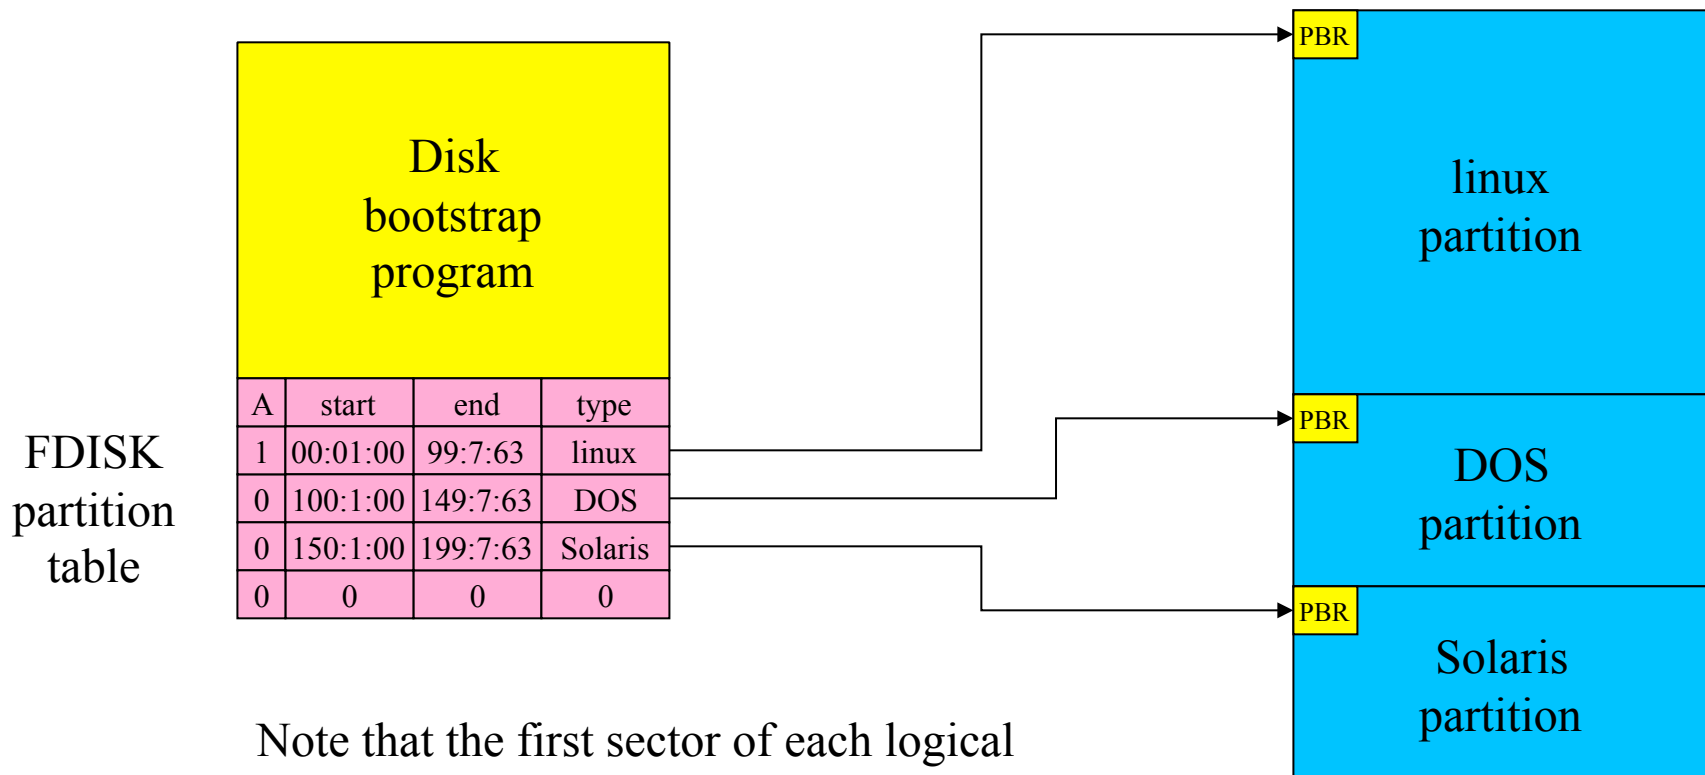 Disk
bootstrap
program
FDISK
partition
table
A start end type
1 00:01:00 99:7:63 linux
0 100:1:00 149:7:63 DOS
0 150:1:00 199:7:63 Solaris
0 0 0 0
PBR
linux
partition
PBR
DOS
partition
PBR
Solaris
partition
Note that the first sector of each logical